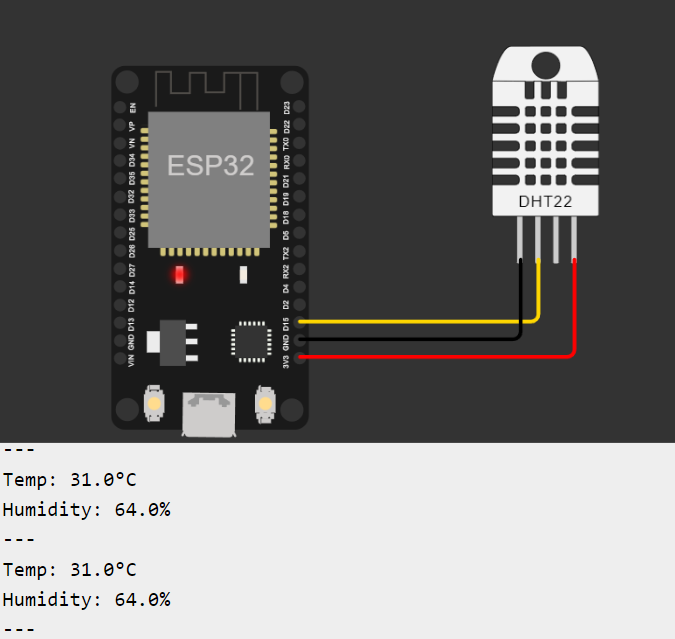 EN
VP
VN
D34
D35
D32
D33
D25
D26
D27
D14
D12
D13
GND
VIN
ESP32
D23
D22
TX0
RX0
D21
D19
D18
D5
TX2
RX2
D4
D2
D15
GND
3V3
DHT22
---
Temp: 31.0°C
Humidity: 64.0%
---
Temp: 31.0°C
Humidity: 64.0%
---